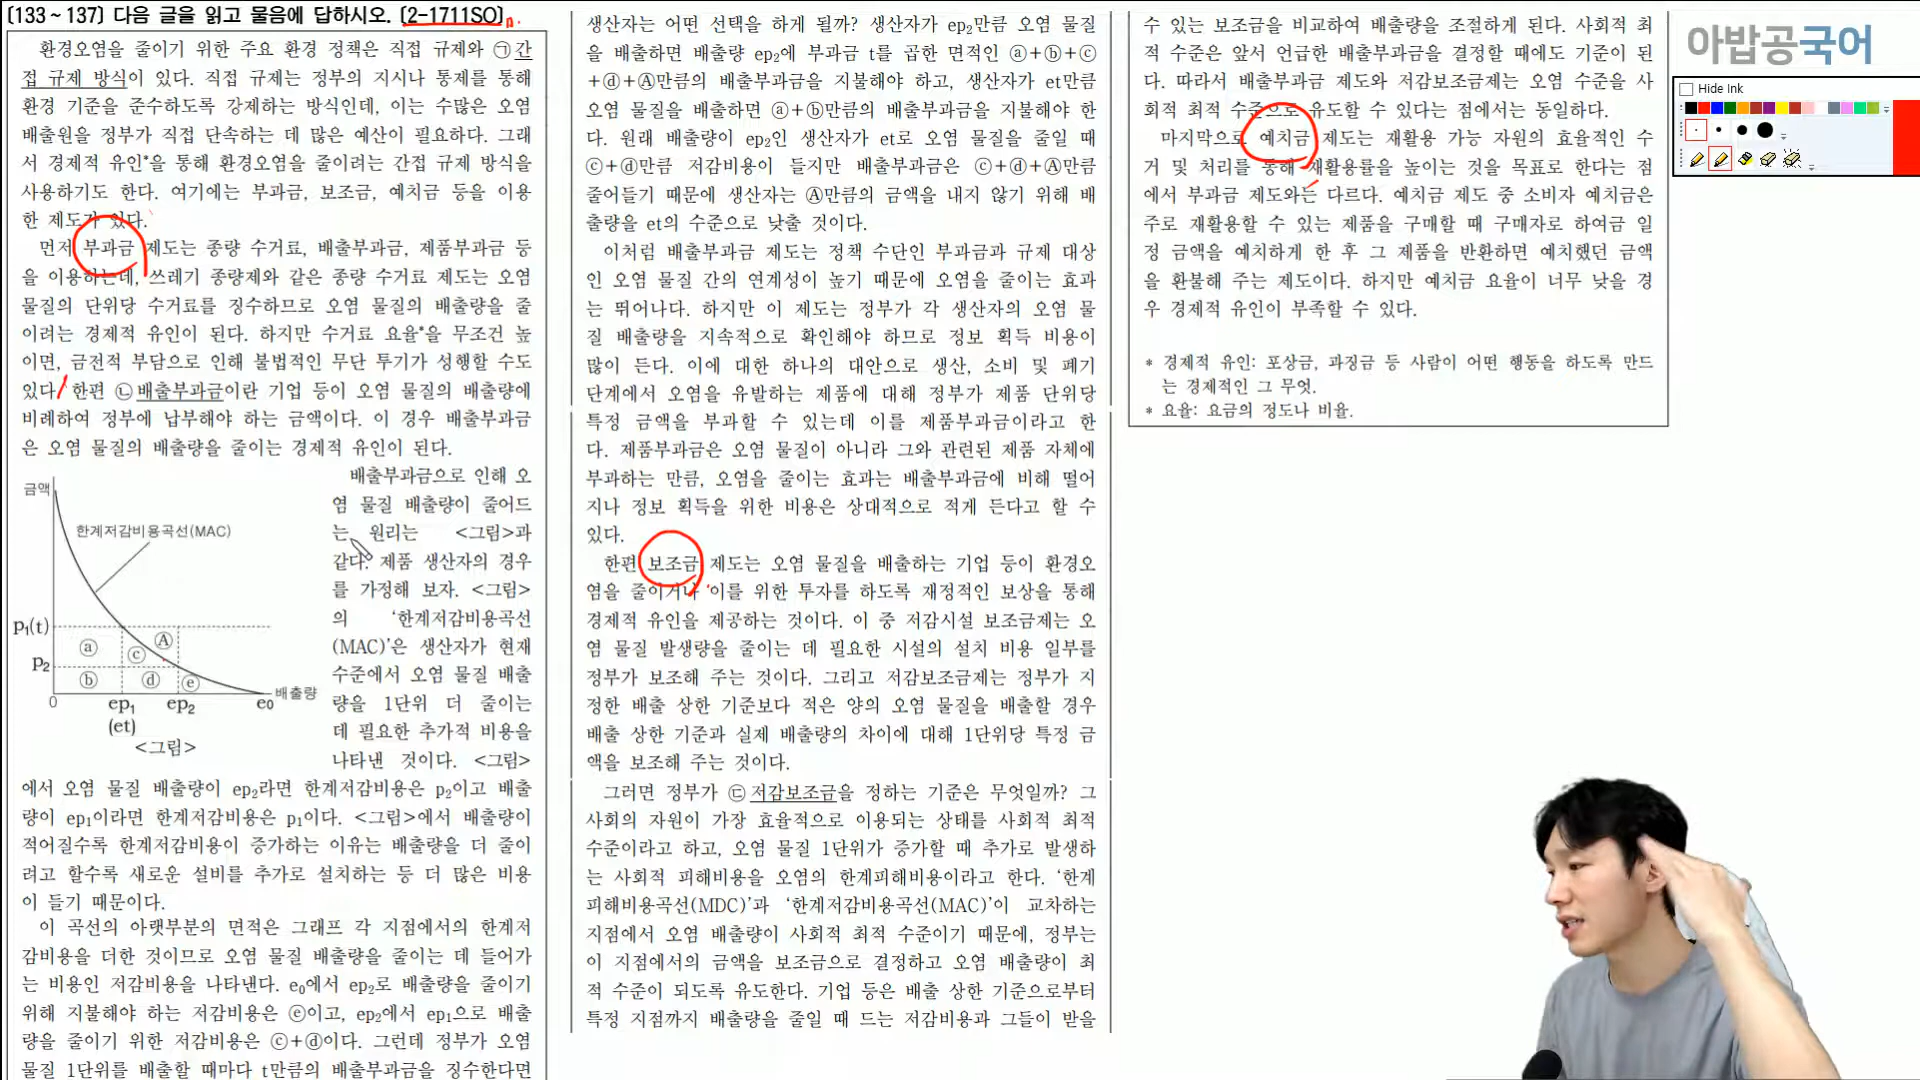 [133~137] 다음 글을 읽고 물음에 답하시오. [2-1711SO]
환경오염을 줄이기 위한 주요 환경 정책은 직접 규제와 ㉠간
접 규제 방식이 있다. 직접 규제는 정부의 지시나 통제를 통해
환경 기준을 준수하도록 강제하는 방식인데, 이는 수많은 오염
배출원을 정부가 직접 단속하는 데 많은 예산이 필요하다. 그래
서 경제적 유인*을 통해 환경오염을 줄이려는 간접 규제 방식을
사용하기도 한다. 여기에는 부과금, 보조금, 예치금 등을 이용
한 제도가 있다.
먼저 부과금 제도는 종량 수거료, 배출부과금, 제품부과금 등
을 이용하는데, 쓰레기 종량제와 같은 종량 수거료 제도는 오염
물질의 단위당 수거료를 징수하므로 오염 물질의 배출량을 줄
이려는 경제적 유인이 된다. 하지만 수거료 요율*을 무조건 높
이면, 금전적 부담으로 인해 불법적인 무단 투기가 성행할 수도
있다. 한편 ㉡배출부과금이란 기업 등이 오염 물질의 배출량에
비례하여 정부에 납부해야 하는 금액이다. 이 경우 배출부과금
은 오염 물질의 배출량을 줄이는 경제적 유인이 된다.
배출부과금으로 인해 오
염 물질 배출량이 줄어드
는 원리는 <그림>과
같다. 제품 생산자의 경우
를 가정해 보자. <그림>
의 ‘한계저감비용곡선
(MAC)’은 생산자가 현재
수준에서 오염 물질 배출
량을 1단위 더 줄이는
데 필요한 추가적 비용을
나타낸 것이다. <그림>
금액
한계저감비용곡선(MAC)
p₁(t)
ⓐ
ⓒ
Ⓐ
p₂
ⓑ
ⓓ
ⓔ
배출량
0
ep₁
ep₂
e₀
(et)
<그림>
에서 오염 물질 배출량이 ep₂라면 한계저감비용은 p₂이고 배출
량이 ep₁이라면 한계저감비용은 p₁이다. <그림>에서 배출량이
적어질수록 한계저감비용이 증가하는 이유는 배출량을 더 줄이
려고 할수록 새로운 설비를 추가로 설치하는 등 더 많은 비용
이 들기 때문이다.
이 곡선의 아랫부분의 면적은 그래프 각 지점에서의 한계저
감비용을 더한 것이므로 오염 물질 배출량을 줄이는 데 들어가
는 비용인 저감비용을 나타낸다. e₀에서 ep₂로 배출량을 줄이기
위해 지불해야 하는 저감비용은 ⓔ이고, ep₂에서 ep₁으로 배출
량을 줄이기 위한 저감비용은 ⓒ+ⓓ이다. 그런데 정부가 오염
물질 1단위를 배출할 때마다 t만큼의 배출부과금을 징수한다면
생산자는 어떤 선택을 하게 될까? 생산자가 ep₂만큼 오염 물질
을 배출하면 배출량 ep₂에 부과금 t를 곱한 면적인 ⓐ+ⓑ+ⓒ
+ⓓ+Ⓐ만큼의 배출부과금을 지불해야 하고, 생산자가 et만큼
오염 물질을 배출하면 ⓐ+ⓑ만큼의 배출부과금을 지불해야 한
다. 원래 배출량이 ep₂인 생산자가 et로 오염 물질을 줄일 때
ⓒ+ⓓ만큼 저감비용이 들지만 배출부과금은 ⓒ+ⓓ+Ⓐ만큼
줄어들기 때문에 생산자는 Ⓐ만큼의 금액을 내지 않기 위해 배
출량을 et의 수준으로 낮출 것이다.
이처럼 배출부과금 제도는 정책 수단인 부과금과 규제 대상
인 오염 물질 간의 연계성이 높기 때문에 오염을 줄이는 효과
는 뛰어나다. 하지만 이 제도는 정부가 각 생산자의 오염 물
질 배출량을 지속적으로 확인해야 하므로 정보 획득 비용이
많이 든다. 이에 대한 하나의 대안으로 생산, 소비 및 폐기
단계에서 오염을 유발하는 제품에 대해 정부가 제품 단위당
특정 금액을 부과할 수 있는데 이를 제품부과금이라고 한
다. 제품부과금은 오염 물질이 아니라 그와 관련된 제품 자체에
부과하는 만큼, 오염을 줄이는 효과는 배출부과금에 비해 떨어
지나 정보 획득을 위한 비용은 상대적으로 적게 든다고 할 수
있다.
한편 보조금 제도는 오염 물질을 배출하는 기업 등이 환경오
염을 줄이거나 이를 위한 투자를 하도록 재정적인 보상을 통해
경제적 유인을 제공하는 것이다. 이 중 저감시설 보조금제는 오
염 물질 발생량을 줄이는 데 필요한 시설의 설치 비용 일부를
정부가 보조해 주는 것이다. 그리고 저감보조금제는 정부가 지
정한 배출 상한 기준보다 적은 양의 오염 물질을 배출할 경우
배출 상한 기준과 실제 배출량의 차이에 대해 1단위당 특정 금
액을 보조해 주는 것이다.
그러면 정부가 ㉢저감보조금을 정하는 기준은 무엇일까? 그
사회의 자원이 가장 효율적으로 이용되는 상태를 사회적 최적
수준이라고 하고, 오염 물질 1단위가 증가할 때 추가로 발생하
는 사회적 피해비용을 오염의 한계피해비용이라고 한다. ‘한계
피해비용곡선(MDC)’과 ‘한계저감비용곡선(MAC)’이 교차하는
지점에서 오염 배출량이 사회적 최적 수준이기 때문에, 정부는
이 지점에서의 금액을 보조금으로 결정하고 오염 배출량이 최
적 수준이 되도록 유도한다. 기업 등은 배출 상한 기준으로부터
특정 지점까지 배출량을 줄일 때 드는 저감비용과 그들이 받을
수 있는 보조금을 비교하여 배출량을 조절하게 된다. 사회적 최
적 수준은 앞서 언급한 배출부과금을 결정할 때에도 기준이 된
다. 따라서 배출부과금 제도와 저감보조금제는 오염 수준을 사
회적 최적 수준으로 유도할 수 있다는 점에서는 동일하다.
마지막으로 예치금 제도는 재활용 가능 자원의 효율적인 수
거 및 처리를 통해 재활용률을 높이는 것을 목표로 한다는 점
에서 부과금 제도와는 다르다. 예치금 제도 중 소비자 예치금은
주로 재활용할 수 있는 제품을 구매할 때 구매자로 하여금 일
정 금액을 예치하게 한 후 그 제품을 반환하면 예치했던 금액
을 환불해 주는 제도이다. 하지만 예치금 요율이 너무 낮을 경
우 경제적 유인이 부족할 수 있다.
* 경제적 유인: 포상금, 과징금 등 사람이 어떤 행동을 하도록 만드
는 경제적인 그 무엇.
* 요율: 요금의 정도나 비율.
아밥공국어
Hide Ink